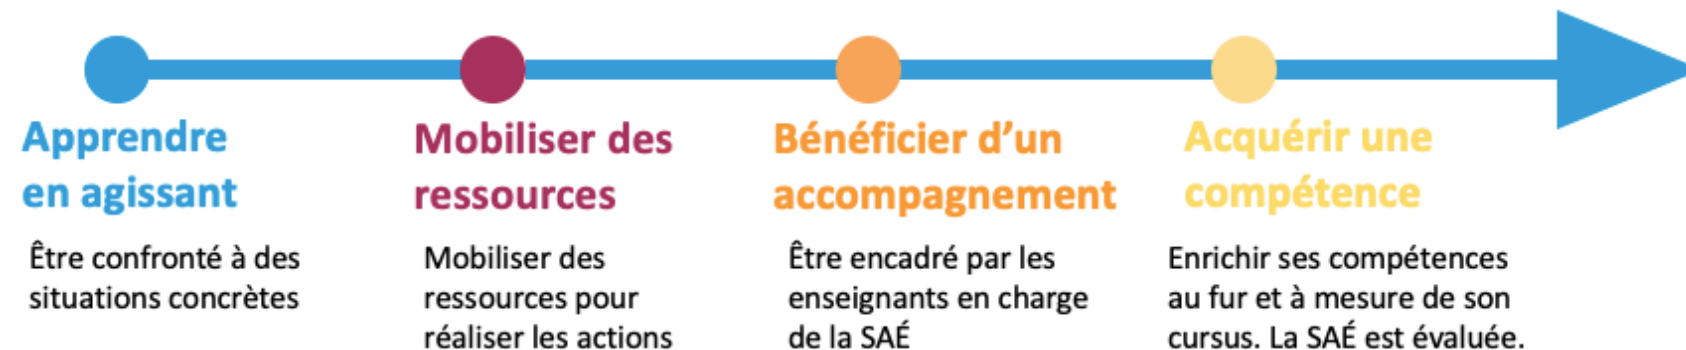 Apprendre
en agissant
Être confronté à des
situations concrètes
Mobiliser des
ressources
Mobiliser des
ressources pour
réaliser les actions
Bénéficier d’un
accompagnement
Être encadré par les
enseignants en charge
de la SAÉ
Acquérir une
compétence
Enrichir ses compétences
au fur et à mesure de son
cursus. La SAÉ est évaluée.